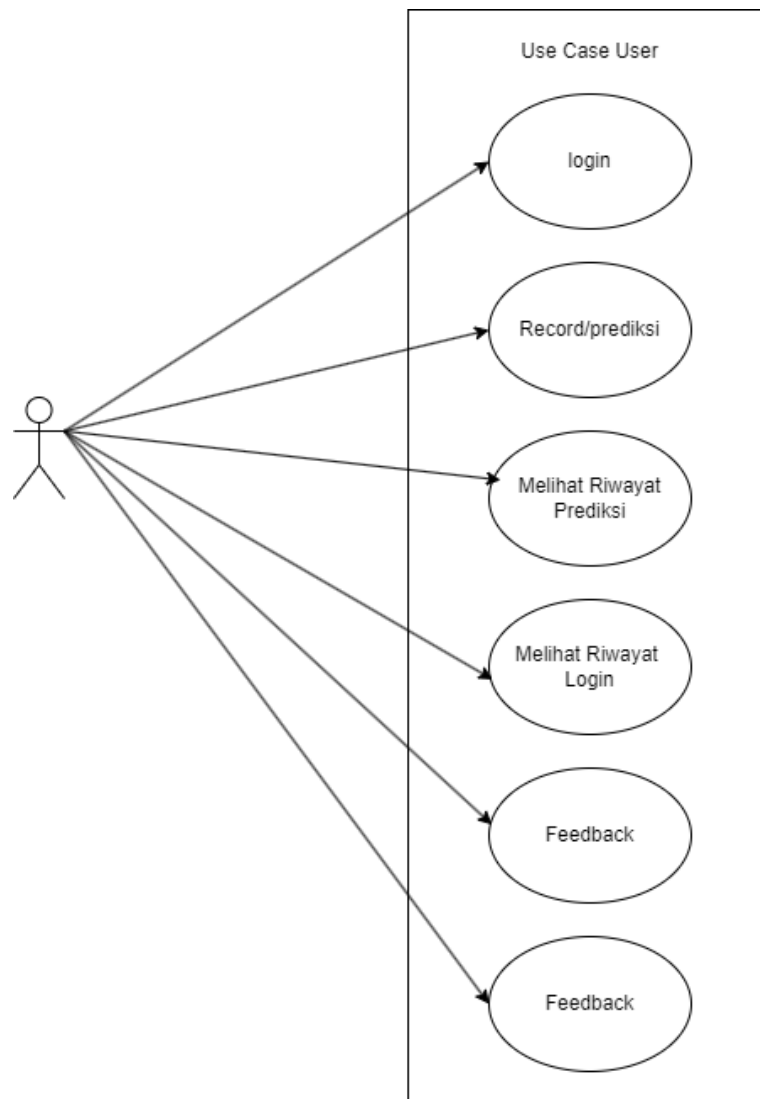 Use Case User
login
Record/prediksi
Melihat Riwayat
Prediksi
Melihat Riwayat
Login
Feedback
Feedback